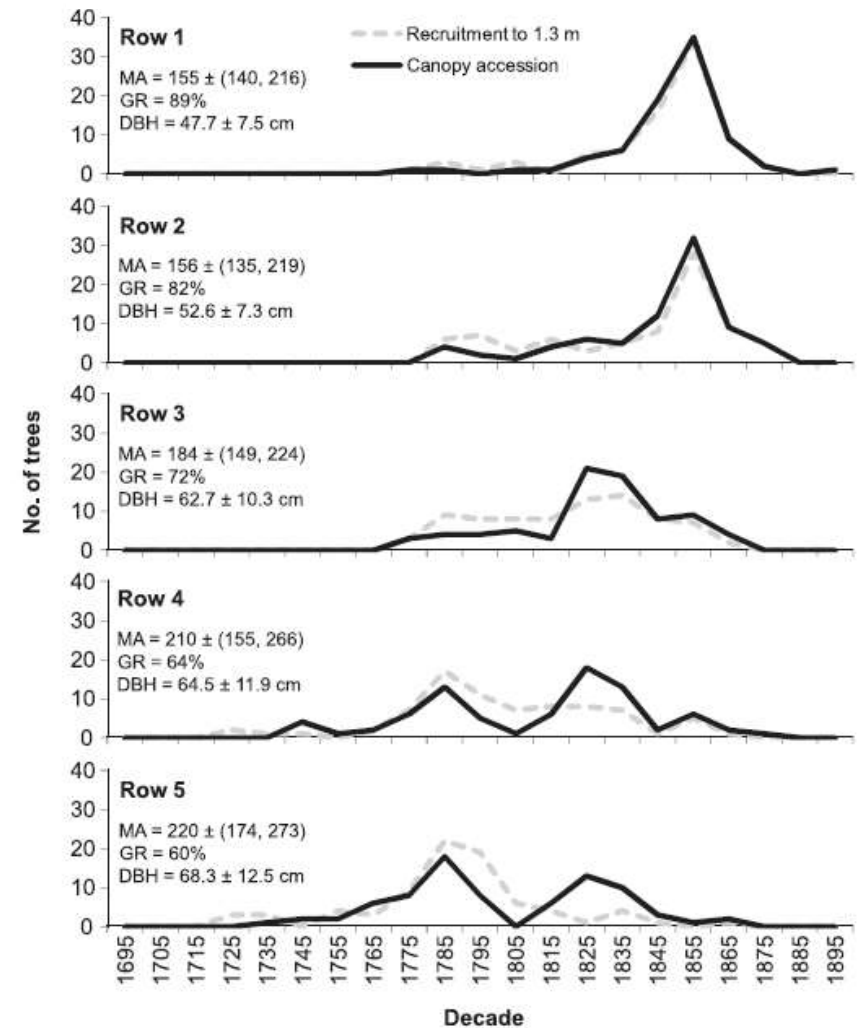 40
30
20
10
0
Row 1
MA = 155 ± (140, 216)
GR = 89%
DBH = 47.7 ± 7.5 cm
Recruitment to 1.3 m
Canopy accession
40
30
20
10
0
Row 2
MA = 156 ± (135, 219)
GR = 82%
DBH = 52.6 ± 7.3 cm
40
30
20
10
0
Row 3
MA = 184 ± (149, 224)
GR = 72%
DBH = 62.7 ± 10.3 cm
No. of trees
40
30
20
10
0
Row 4
MA = 210 ± (155, 266)
GR = 64%
DBH = 64.5 ± 11.9 cm
40
30
20
10
0
Row 5
MA = 220 ± (174, 273)
GR = 60%
DBH = 68.3 ± 12.5 cm
1695
1705
1715
1725
1735
1745
1755
1765
1775
1785
1795
1805
1815
1825
1835
1845
1855
1865
1875
1885
1895
Decade